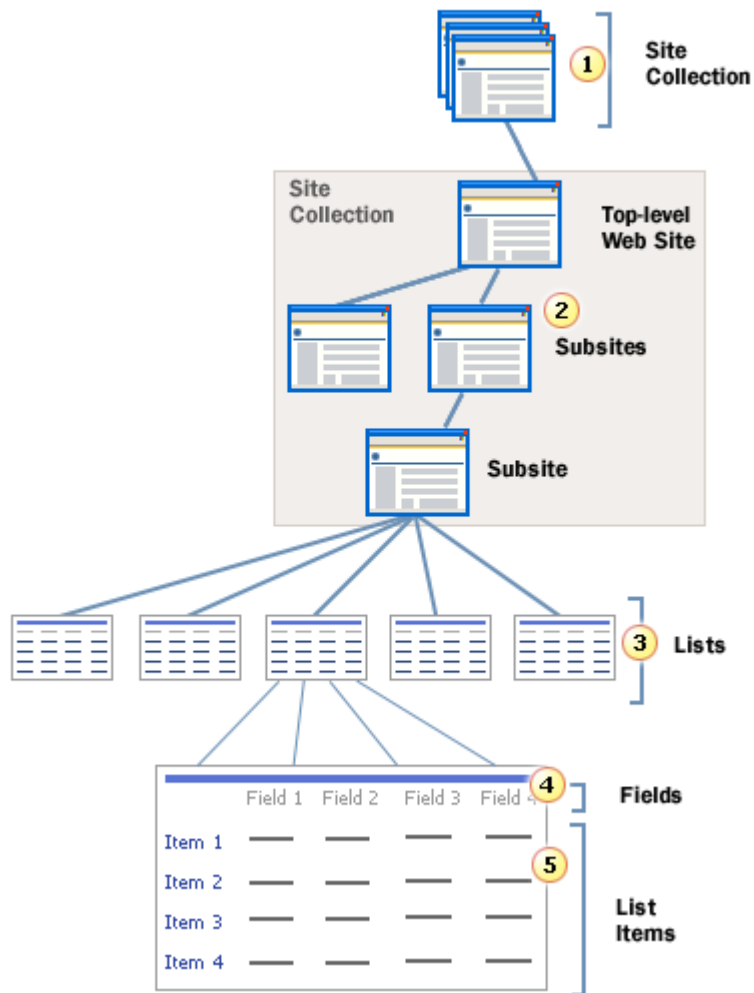 1
Site
Collection
Site
Collection
Top-level
Web Site
2
Subsites
Subsite
3
Lists
4
Field 1 Field 2 Field 3 Field 4
Fields
Item 1
5
Item 2
Item 3
Item 4
List
Items